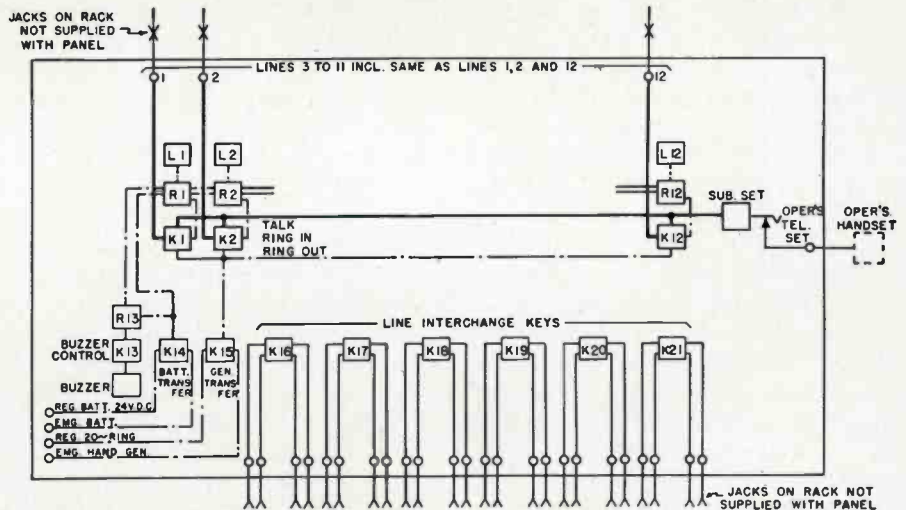 JACKS ON RACK
NOT SUPPLIED
WITH PANEL
LINES 3 TO 11 INCL. SAME AS LINES 1,2 AND 12
1
2
12
L1
L2
L12
R1
R2
R12
SUB. SET
OPER'S
TEL.
SET
OPER'S.
HANDSET
K1
K2
TALK
RING IN
RING OUT
K12
R13
LINE INTERCHANGE KEYS
BUZZER
CONTROL
K13
K14
K15
K16
K17
K18
K19
K20
K21
BATT.
TRANS
FER
GEN.
TRANS
FER
BUZZER
REG. BATT. 24V.D.C.
EMG. BATT.
REG. 20~RING
EMG. HAND GEN.
JACKS ON RACK NOT
SUPPLIED WITH PANEL